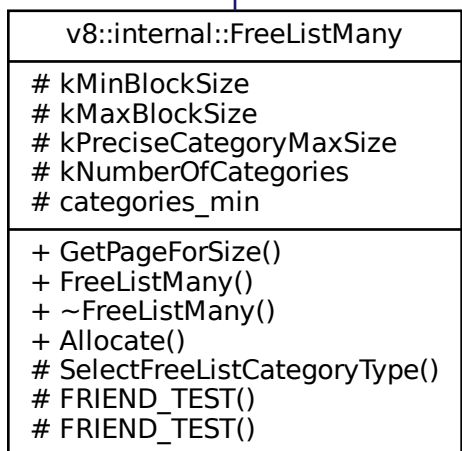 v8::internal::FreeListMany
# kMinBlockSize
# kMaxBlockSize
# kPreciseCategoryMaxSize
# kNumberOfCategories
# categories_min
+ GetPageForSize()
+ FreeListMany()
+ ~FreeListMany()
+ Allocate()
# SelectFreeListCategoryType()
# FRIEND_TEST()
# FRIEND_TEST()